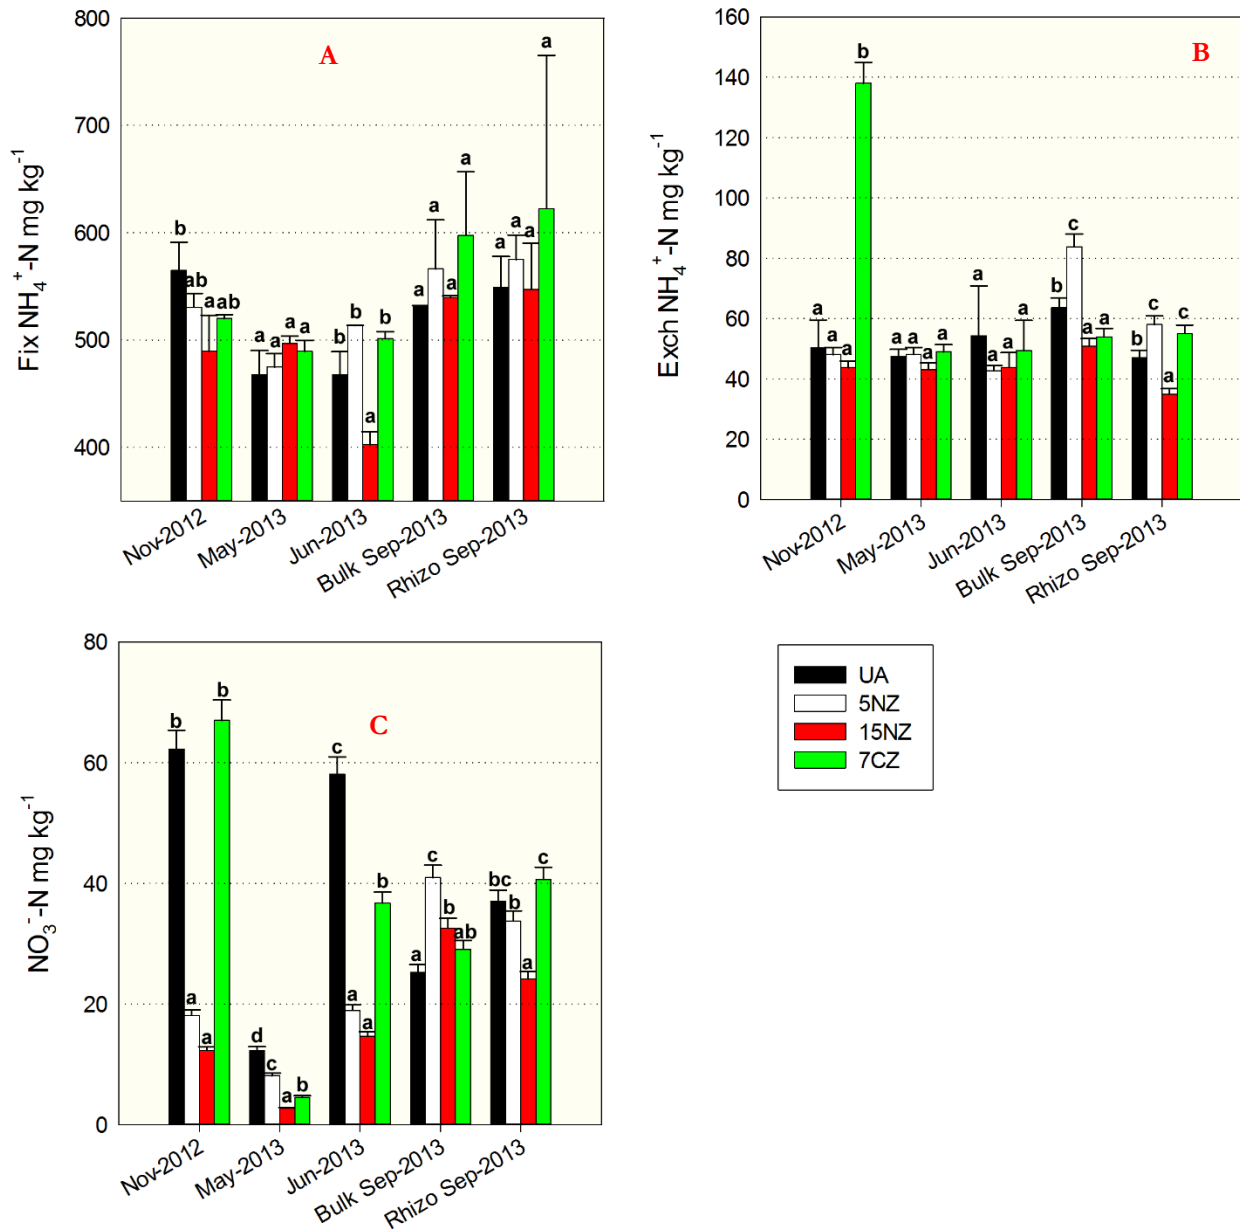 A
Fix NH₄⁺-N mg kg⁻¹
800
700
600
500
400
b
ab
a
ab
a
a
a
a
b
b
a
b
a
a
a
a
a
a
a
a
Nov-2012
May-2013
Jun-2013
Bulk Sep-2013
Rhizo Sep-2013
B
Exch NH₄⁺-N mg kg⁻¹
160
140
120
100
80
60
40
20
0
a
a
a
b
a
a
a
a
a
a
a
a
b
c
a
a
b
c
a
c
Nov-2012
May-2013
Jun-2013
Bulk Sep-2013
Rhizo Sep-2013
C
NO₃⁻-N mg kg⁻¹
80
60
40
20
0
b
a
a
b
d
c
a
b
c
a
a
b
a
c
b
ab
bc
b
a
c
Nov-2012
May-2013
Jun-2013
Bulk Sep-2013
Rhizo Sep-2013
UA
5NZ
15NZ
7CZ